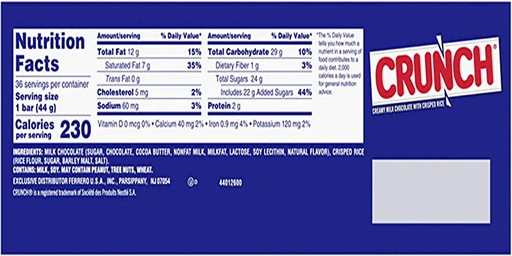 Nutrition
Facts
36 servings per container
Serving size
1 bar (44 g)
Calories
per serving 230
Amount/serving % Daily Value*
Total Fat 12 g 15%
Saturated Fat 7 g 35%
Trans Fat 0 g
Cholesterol 5 mg 2%
Sodium 60 mg 3%
Amount/serving % Daily Value*
Total Carbohydrate 29 g 10%
Dietary Fiber 1 g 3%
Total Sugars 24 g
Includes 22 g Added Sugars 44%
Protein 2 g
Vitamin D 0 mcg 0% • Calcium 40 mg 2% • Iron 0.9 mg 4% • Potassium 120 mg 2%
*The % Daily Value
tells you how much a
nutrient in a serving of
food contributes to a
daily diet. 2,000
calories a day is used
for general nutrition
advice.
CRUNCH®
CREAMY MILK CHOCOLATE WITH CRISPED RICE
INGREDIENTS: MILK CHOCOLATE (SUGAR, CHOCOLATE, COCOA BUTTER, NONFAT MILK, MILKFAT, LACTOSE, SOY LECITHIN, NATURAL FLAVOR), CRISPED RICE
(RICE FLOUR, SUGAR, BARLEY MALT, SALT).
CONTAINS: MILK, SOY. MAY CONTAIN PEANUT, TREE NUTS, WHEAT.
EXCLUSIVE DISTRIBUTOR FERRERO U.S.A., INC., PARSIPPANY, NJ 07054 Ⓤ D 44012600
CRUNCH® is a registered trademark of Société des Produits Nestlé S.A.